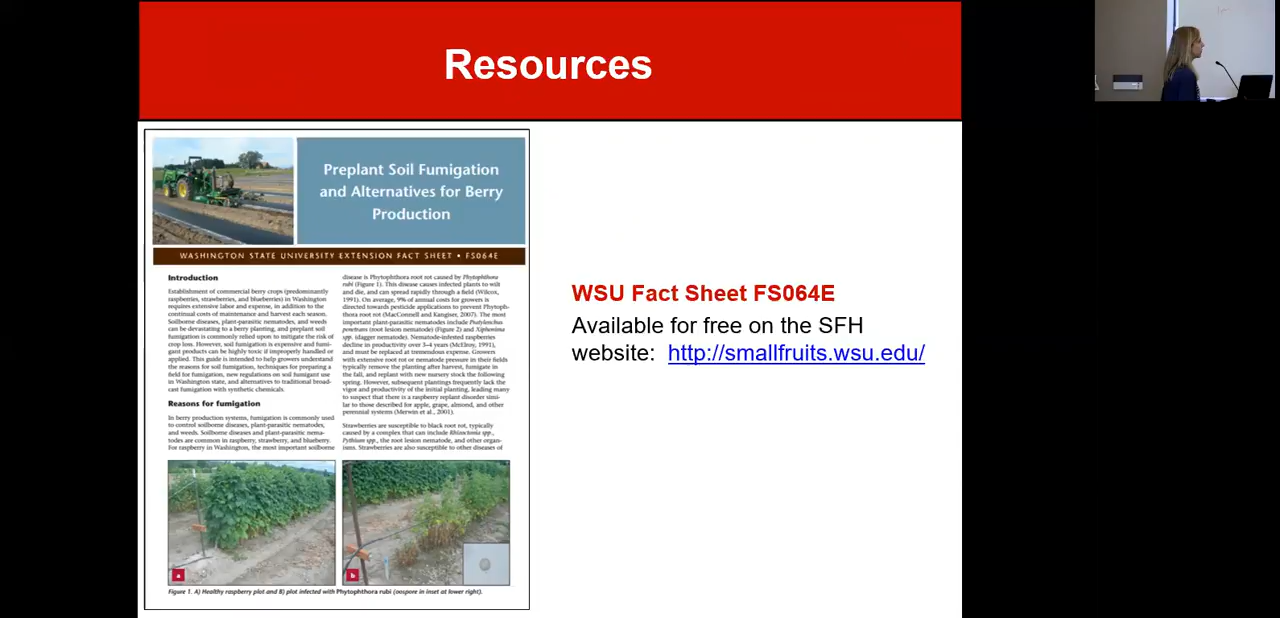 Resources
Preplant Soil Fumigation
and Alternatives for Berry
Production
WASHINGTON STATE UNIVERSITY EXTENSION FACT SHEET • FS064E
Introduction
Establishment of commercial berry crops (predominantly
raspberries, strawberries, and blueberries) in Washington
requires extensive labor and expense, in addition to the
continual costs of maintenance and harvest each season.
Soilborne diseases, plant-parasitic nematodes, and weeds
can be devastating to a berry planting, and preplant soil
fumigation is commonly relied upon to mitigate the risk of
crop loss. However, soil fumigation is expensive and fumi-
gant products can be highly toxic if improperly handled or
applied. This guide is intended to help growers understand
the reasons for soil fumigation, techniques for preparing a
field for fumigation, new regulations on soil fumigant use
in Washington state, and alternatives to traditional broad-
cast fumigation with synthetic chemicals.
Reasons for fumigation
In berry production systems, fumigation is commonly used
to control soilborne diseases, plant-parasitic nematodes,
and weeds. Soilborne diseases and plant-parasitic nema-
todes are common in raspberry, strawberry, and blueberry.
For raspberry in Washington, the most important soilborne
disease is Phytophthora root rot caused by Phytophthora
rubi (Figure 1). This disease causes infected plants to wilt
and die, and can spread rapidly through a field (Wilcox,
1991). On average, 9% of annual costs for growers is
directed towards pesticide applications to prevent Phytoph-
thora root rot (MacConnell and Kangiser, 2007). The most
important plant-parasitic nematodes include Pratylenchus
penetrans (root lesion nematode) (Figure 2) and Xiphinema
spp. (dagger nematode). Nematode-infested raspberries
decline in productivity over 3–4 years (McElroy, 1991),
and must be replaced at tremendous expense. Growers
with extensive root rot or nematode pressure in their fields
typically remove the planting after harvest, fumigate in
the fall, and replant with new nursery stock the following
spring. However, subsequent plantings frequently lack the
vigor and productivity of the initial planting, leading many
to suspect that there is a raspberry replant disorder simi-
lar to those described for apple, grape, almond, and other
perennial systems (Merwin et al., 2001).
Strawberries are susceptible to black root rot, typically
caused by a complex that can include Rhizoctonia spp.,
Pythium spp., the root lesion nematode, and other organ-
isms. Strawberries are also susceptible to other diseases of
a
b
Figure 1. A) Healthy raspberry plot and B) plot infected with Phytophthora rubi (oospore in inset at lower right).
WSU Fact Sheet FS064E
Available for free on the SFH
website: http://smallfruits.wsu.edu/